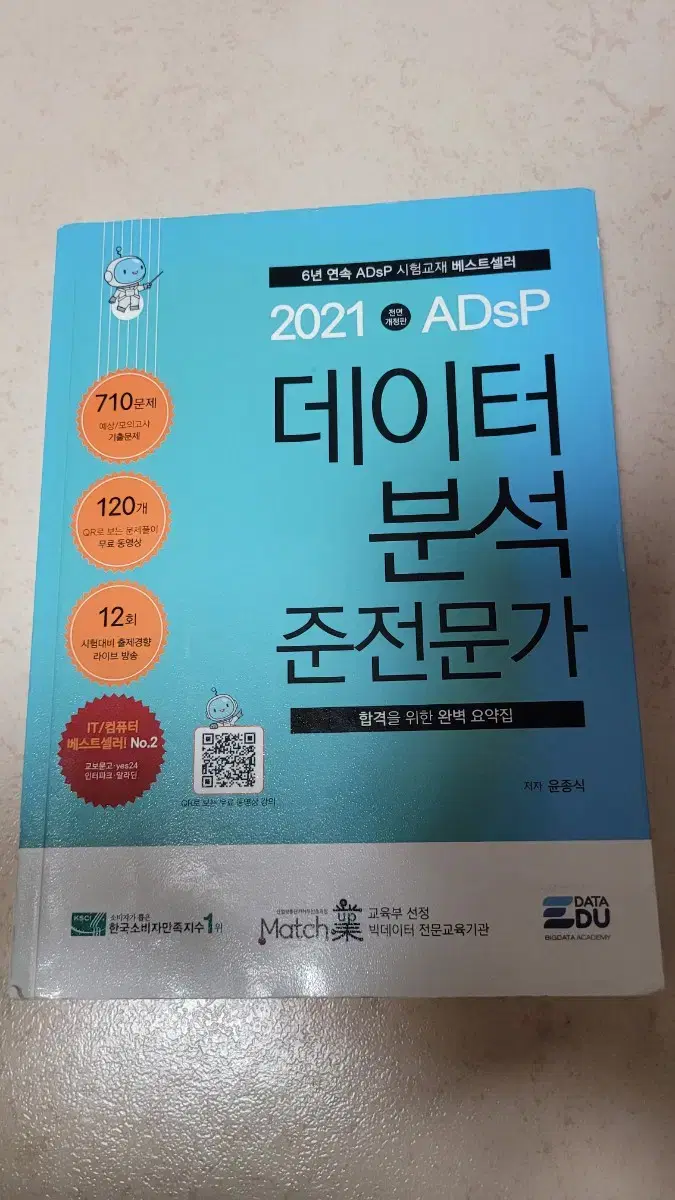 6년 연속 ADsP 시험교재 베스트셀러
2021 전면 개정판 ADsP
데이터
분석
준전문가
합격을 위한 완벽 요약집
저자 윤종식
710문제
예상/모의고사
기출문제
120개
QR로 보는 문제풀이
무료 동영상
12회
시험대비 출제경향
라이브 방송
IT/컴퓨터
베스트셀러! No.2
교보문고·yes24
인터파크·알라딘
QR로 보는 무료 동영상 강의
KSCI
소비자가 뽑은
한국소비자만족지수1위
Match業
up
교육부 선정
빅데이터 전문교육기관
DATA
EDU
BIGDATA ACADEMY